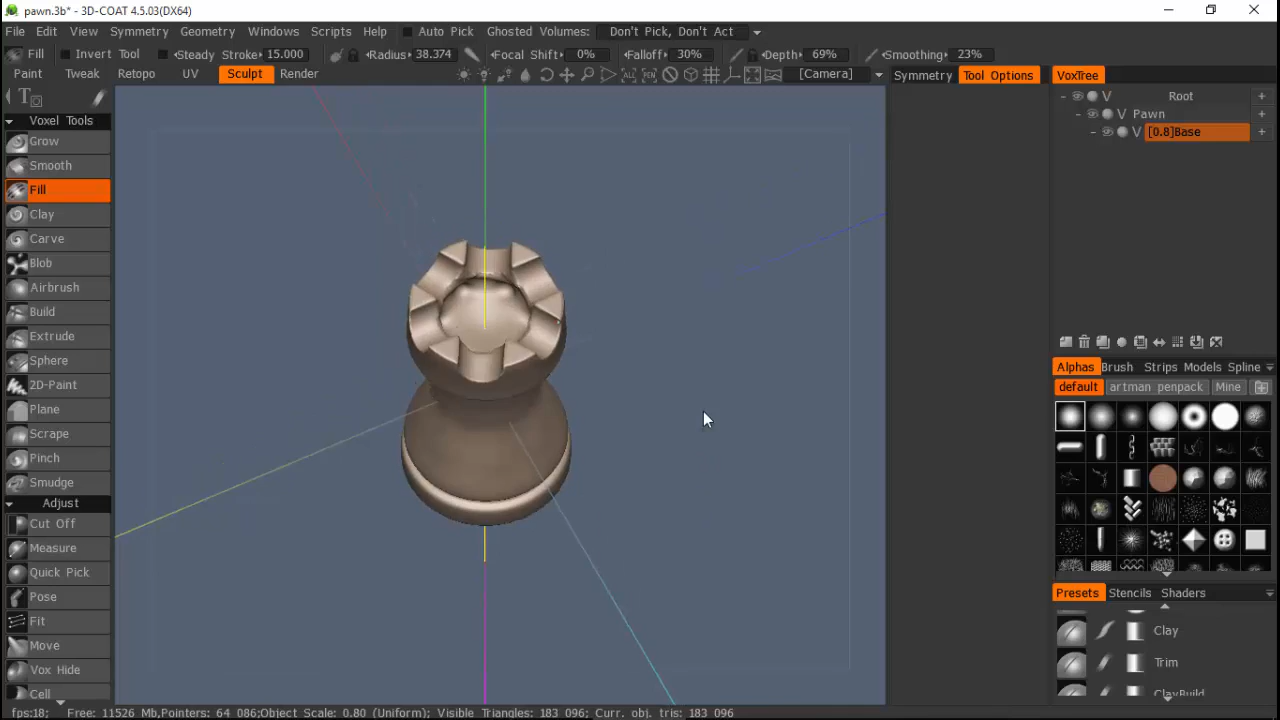 pawn.3b* - 3D-COAT 4.5.03(DX64)
File Edit View Symmetry Geometry Windows Scripts Help Auto Pick Ghosted Volumes: Don't Pick, Don't Act
Fill Invert Tool Steady Stroke 15.000 Radius 38.374 Focal Shift 0% Falloff 30% Depth 69% Smoothing 23%
Paint Tweak Retopo UV Sculpt Render [Camera] Symmetry Tool Options VoxTree
Root
V Pawn
V [0.8]Base
Voxel Tools
Grow
Smooth
Fill
Clay
Carve
Blob
Airbrush
Build
Extrude
Sphere
2D-Paint
Plane
Scrape
Pinch
Smudge
Adjust
Cut Off
Measure
Quick Pick
Pose
Fit
Move
Vox Hide
Cell
Alphas Brush Strips Models Spline
default artman penpack Mine
Presets Stencils Shaders
Clay
Trim
ClayBuild
fps:18; Free: 11526 Mb,Pointers: 64 086;Object Scale: 0.80 (Uniform); Visible Triangles: 183 096; Curr. obj. tris: 183 096